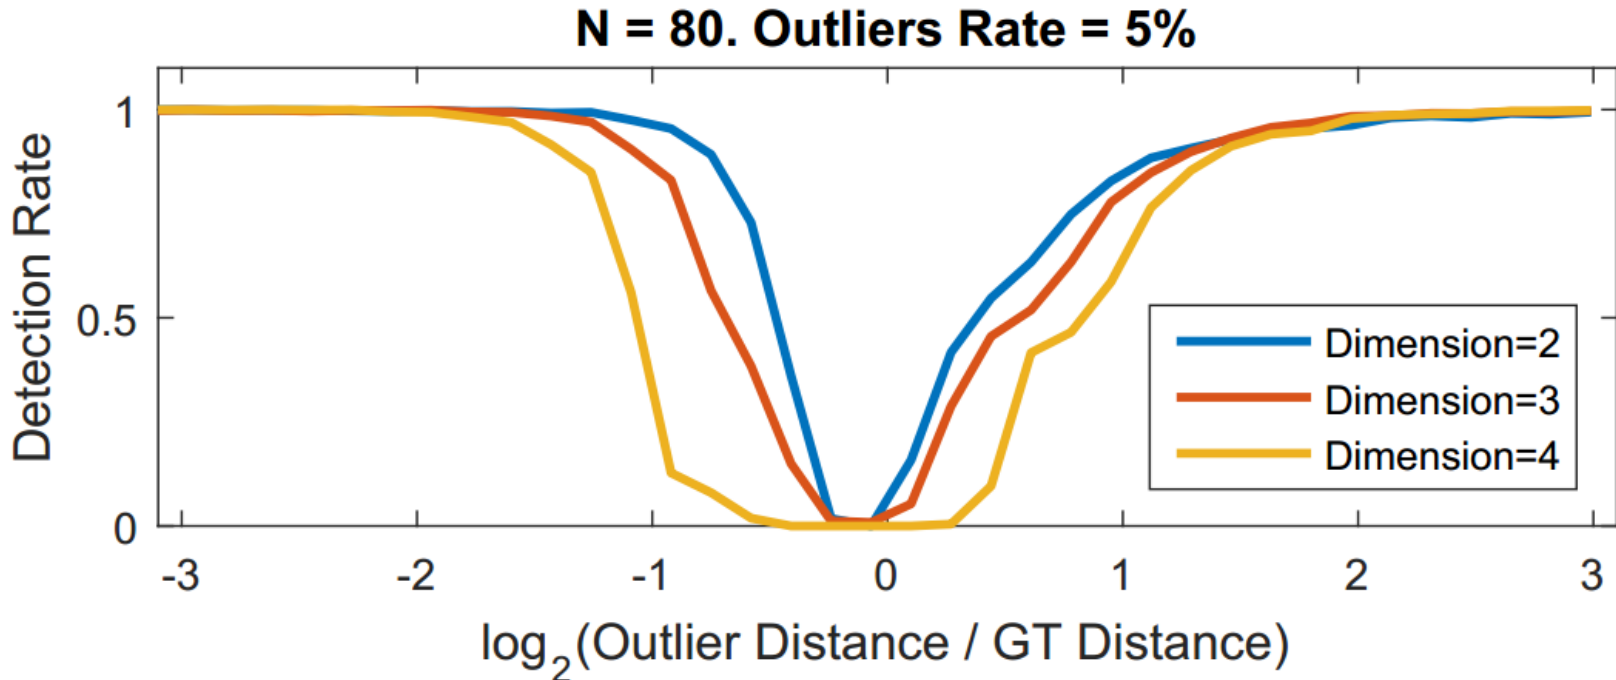 N = 80. Outliers Rate = 5%
Detection Rate
1
0.5
0
-3 -2 -1 0 1 2 3
log₂(Outlier Distance / GT Distance)
Dimension=2
Dimension=3
Dimension=4